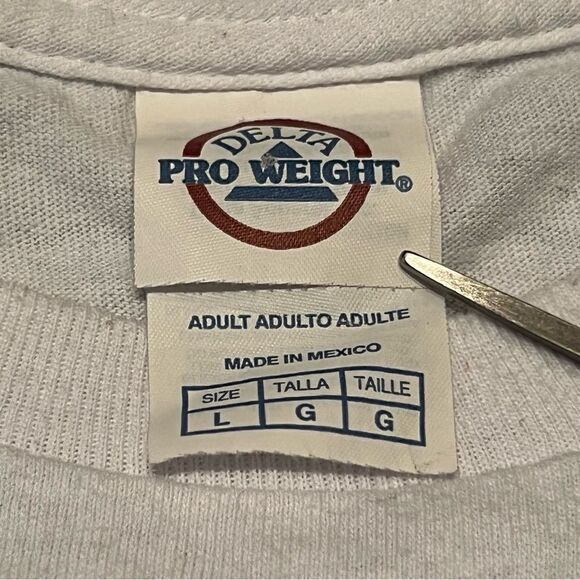 DELTA
PRO WEIGHT®
ADULT ADULTO ADULTE
MADE IN MEXICO
SIZE TALLA TAILLE
L G G